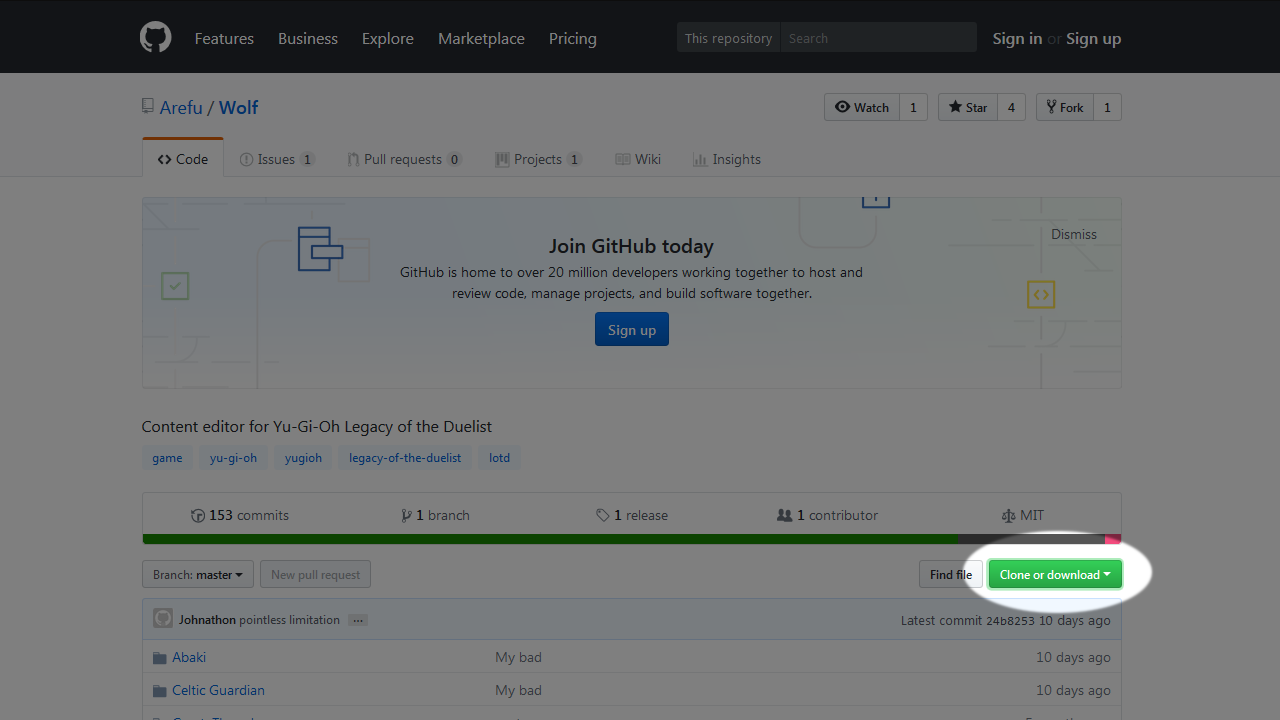 Features Business Explore Marketplace Pricing This repository Search Sign in or Sign up
Arefu / Wolf Watch 1 Star 4 Fork 1
Code Issues 1 Pull requests 0 Projects 1 Wiki Insights
Dismiss
Join GitHub today
GitHub is home to over 20 million developers working together to host and
review code, manage projects, and build software together.
Sign up
Content editor for Yu-Gi-Oh Legacy of the Duelist
game yu-gi-oh yugioh legacy-of-the-duelist lotd
153 commits 1 branch 1 release 1 contributor MIT
Branch: master New pull request Find file Clone or download
Johnathon pointless limitation ... Latest commit 24b8253 10 days ago
Abaki My bad 10 days ago
Celtic Guardian My bad 10 days ago